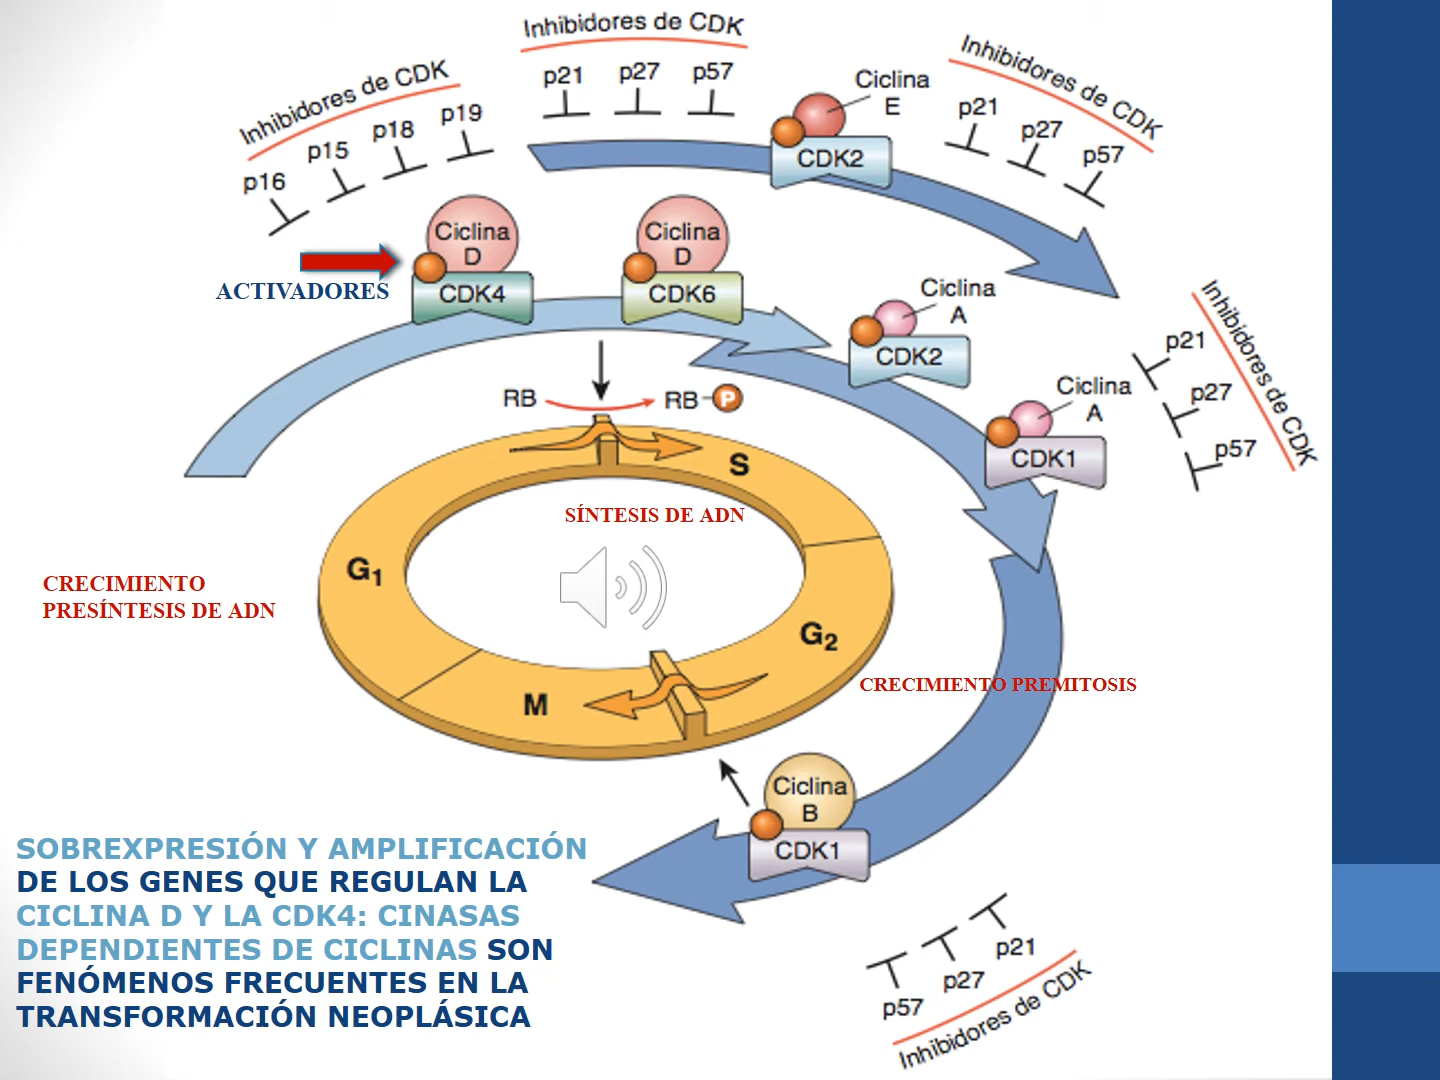 Inhibidores de CDK
p16
p15
p18
p19
Inhibidores de CDK
p21
p27
p57
Ciclina
E
CDK2
Inhibidores de CDK
p21
p27
p57
ACTIVADORES
Ciclina
D
CDK4
Ciclina
D
CDK6
Ciclina
A
CDK2
Ciclina
A
CDK1
Inhibidores de CDK
p21
p27
p57
RB
RB
P
S
SÍNTESIS DE ADN
G1
CRECIMIENTO
PRESÍNTESIS DE ADN
G2
CRECIMIENTO PREMITOSIS
M
Ciclina
B
CDK1
p21
p27
p57
Inhibidores de CDK
SOBREXPRESIÓN Y AMPLIFICACIÓN
DE LOS GENES QUE REGULAN LA
CICLINA D Y LA CDK4: CINASAS
DEPENDIENTES DE CICLINAS SON
FENÓMENOS FRECUENTES EN LA
TRANSFORMACIÓN NEOPLÁSICA